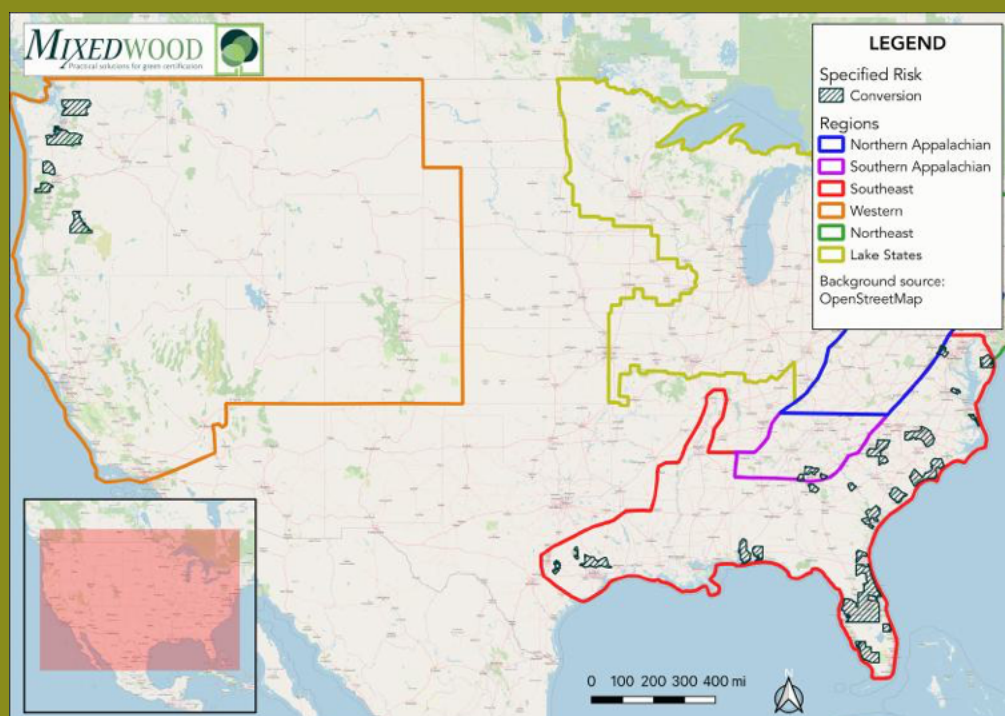 MIXEDWOOD
Practical solutions for green certification
LEGEND
Specified Risk
Conversion
Regions
Northern Appalachian
Southern Appalachian
Southeast
Western
Northeast
Lake States
Background source:
OpenStreetMap
0 100 200 300 400 mi
N